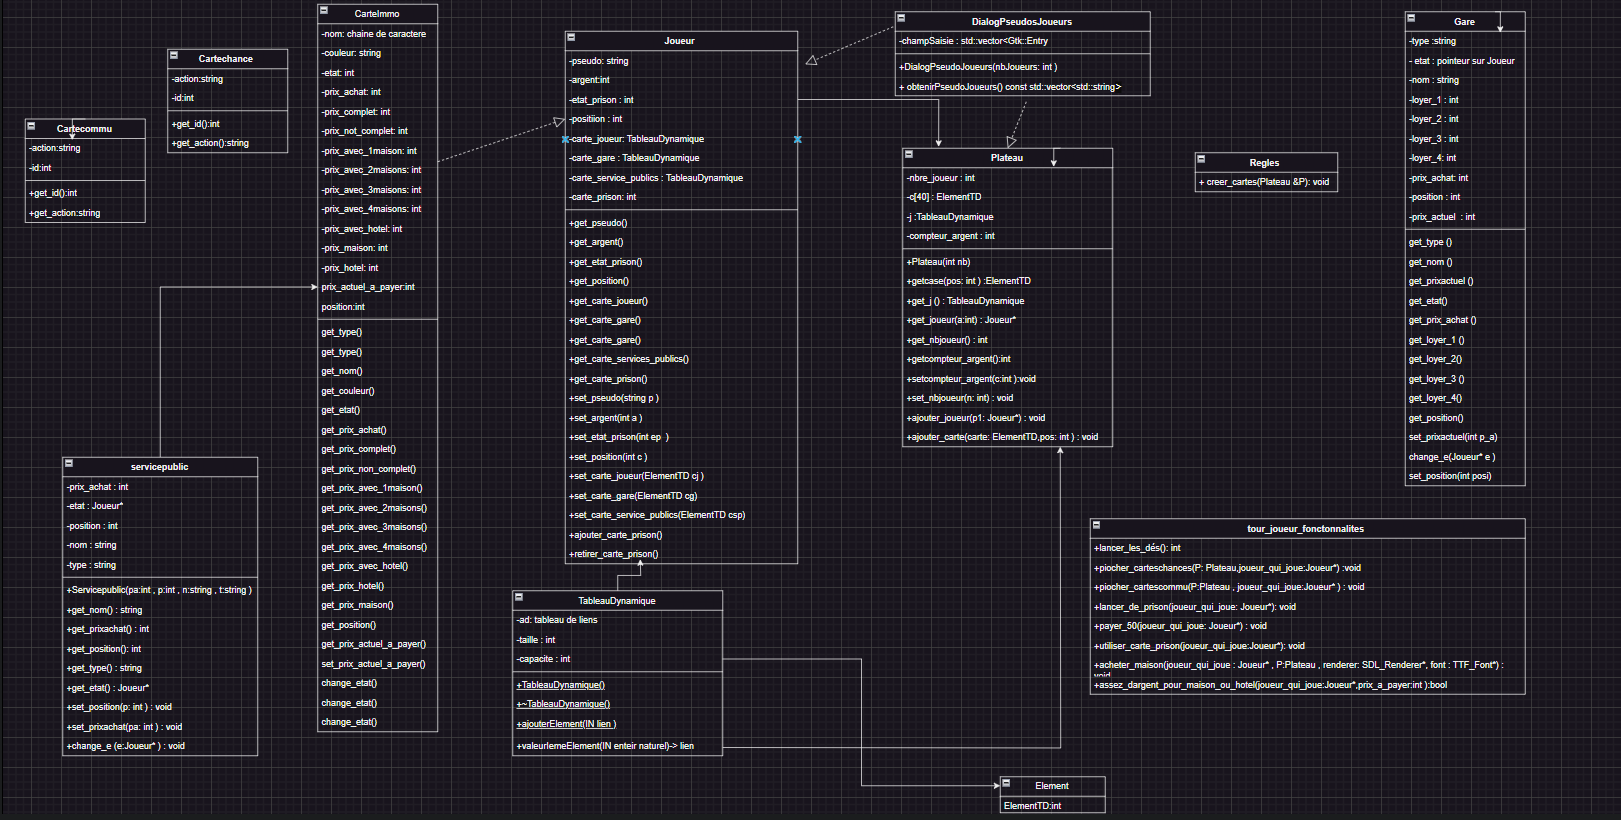 Cartecommu
-action:string
-id:int
+get_id():int
+get_action:string
Cartechance
-action:string
-id:int
+get_id():int
+get_action():string
CarteImmo
-nom: chaine de caractere
-couleur: string
-etat: int
-prix_achat: int
-prix_complet: int
-prix_not_complet: int
-prix_avec_1maison: int
-prix_avec_2maisons: int
-prix_avec_3maisons: int
-prix_avec_4maisons: int
-prix_avec_hotel: int
-prix_maison: int
-prix_hotel: int
prix_actuel_a_payer:int
position:int
get_type()
get_type()
get_nom()
get_couleur()
get_etat()
get_prix_achat()
get_prix_complet()
get_prix_non_complet()
get_prix_avec_1maison()
get_prix_avec_2maisons()
get_prix_avec_3maisons()
get_prix_avec_4maisons()
get_prix_avec_hotel()
get_prix_hotel()
get_prix_maison()
get_position()
get_prix_actuel_a_payer()
set_prix_actuel_a_payer()
change_etat()
change_etat()
change_etat()
servicepublic
-prix_achat : int
-etat : Joueur*
-position : int
-nom : string
-type : string
+Servicepublic(pa:int , p:int , n:string , t:string )
+get_nom() : string
+get_prixachat() : int
+get_position(): int
+get_type() : string
+get_etat() : Joueur*
+set_position(p: int ) : void
+set_prixachat(pa: int ) : void
+change_e (e:Joueur* ) : void
Joueur
-pseudo: string
-argent:int
-etat_prison : int
-positiion : int
-carte_joueur: TableauDynamique
-carte_gare : TableauDynamique
-carte_service_publics : TableauDynamique
-carte_prison: int
+get_pseudo()
+get_argent()
+get_etat_prison()
+get_position()
+get_carte_joueur()
+get_carte_gare()
+get_carte_gare()
+get_carte_services_publics()
+get_carte_prison()
+set_pseudo(string p )
+set_argent(int a )
+set_etat_prison(int ep  )
+set_position(int c )
+set_carte_joueur(ElementTD cj )
+set_carte_gare(ElementTD cg)
+set_carte_service_publics(ElementTD csp)
+ajouter_carte_prison()
+retirer_carte_prison()
TableauDynamique
-ad: tableau de liens
-taille : int
-capacite : int
+TableauDynamique()
+~TableauDynamique()
+ajouterElement(IN lien )
+valeurIemeElement(IN enteir naturel)-> lien
DialogPseudosJoueurs
-champSaisie : std::vector<Gtk::Entry
+DialogPseudoJoueurs(nbJoueurs: int )
+ obtenirPseudoJoueurs() const std::vector<std::string>
Plateau
-nbre_joueur : int
-c[40] : ElementTD
-j :TableauDynamique
-compteur_argent : int
+Plateau(int nb)
+getcase(pos: int ) :ElementTD
+get_j () : TableauDynamique
+get_joueur(a:int) : Joueur*
+get_nbjoueur() : int
+getcompteur_argent():int
+setcompteur_argent(c:int ):void
+set_nbjoueur(n: int) : void
+ajouter_joueur(p1: Joueur*) : void
+ajouter_carte(carte: ElementTD,pos: int ) : void
Element
ElementTD:int
Regles
+ creer_cartes(Plateau &P): void
Gare
-type :string
- etat : pointeur sur Joueur
-nom : string
-loyer_1 : int
-loyer_2 : int
-loyer_3 : int
-loyer_4: int
-prix_achat: int
-position : int
-prix_actuel  : int
get_type ()
get_nom ()
get_prixactuel ()
get_etat()
get_prix_achat ()
get_loyer_1 ()
get_loyer_2()
get_loyer_3 ()
get_loyer_4()
get_position()
set_prixactuel(int p_a)
change_e(Joueur* e )
set_position(int posi)
tour_joueur_fonctonnalites
+lancer_les_dés(): int
+piocher_carteschances(P: Plateau,joueur_qui_joue:Joueur*) :void
+piocher_cartescommu(P:Plateau , joueur_qui_joue:Joueur* ) : void
+lancer_de_prison(joueur_qui_joue: Joueur*): void
+payer_50(joueur_qui_joue: Joueur*) : void
+utiliser_carte_prison(joueur_qui_joue:Joueur*): void
+acheter_maison(joueur_qui_joue : Joueur* , P:Plateau , renderer: SDL_Renderer*, font : TTF_Font*) :
void
+assez_dargent_pour_maison_ou_hotel(joueur_qui_joue:Joueur*,prix_a_payer:int ):bool